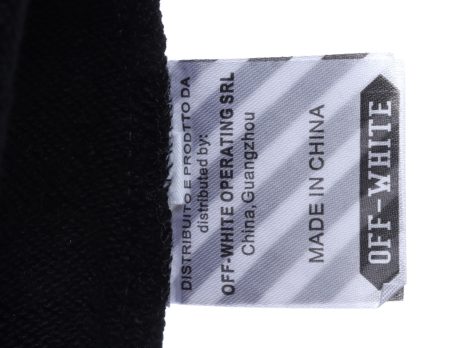 DISTRIBUITO E PRODTTO DA
distributed by:
OFF-WHITE OPERATING SRL
China,Guangzhou
MADE IN CHINA
OFF-WHITE